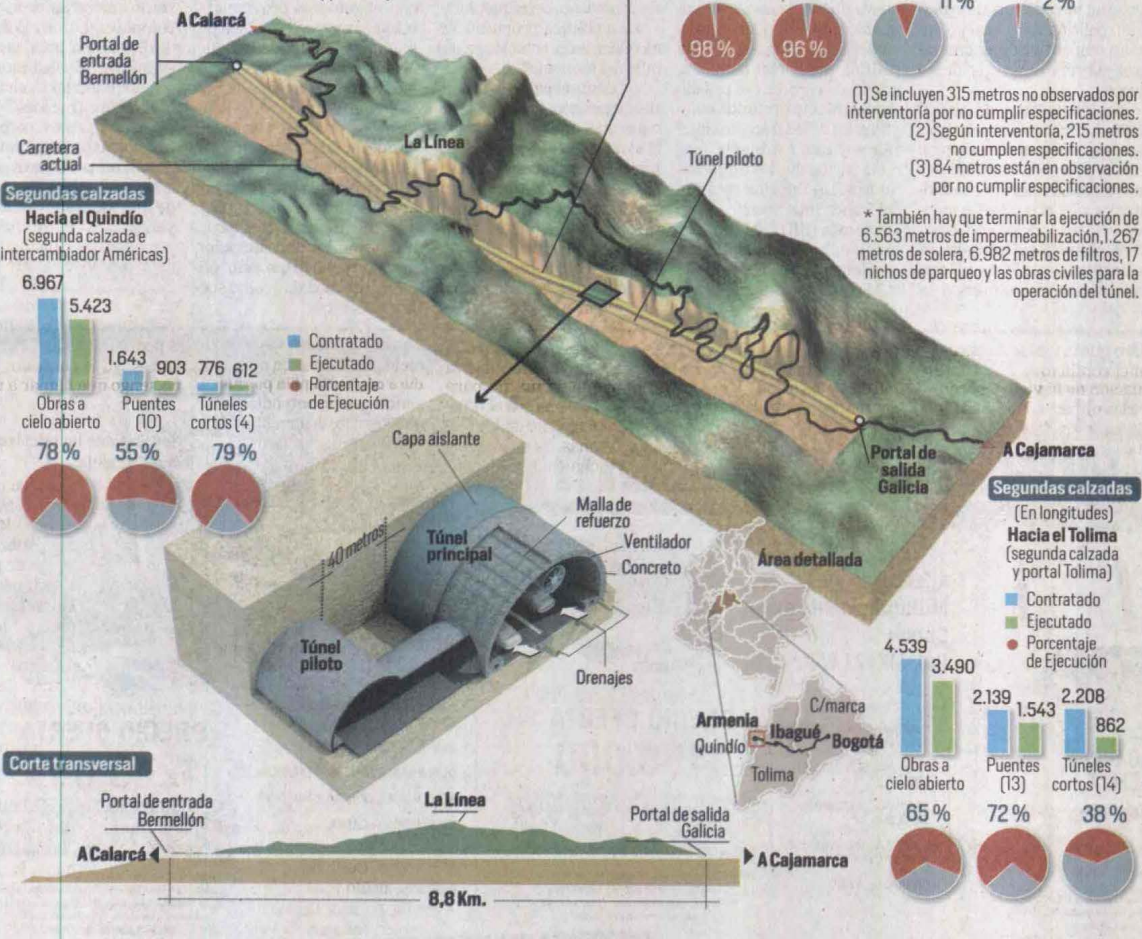 11 %
2 %
98 %
96 %
(1) Se incluyen 315 metros no observados por
interventoría por no cumplir especificaciones.
(2) Según interventoría, 215 metros
no cumplen especificaciones.
(3) 84 metros están en observación
por no cumplir especificaciones.
* También hay que terminar la ejecución de
6.563 metros de impermeabilización,1.267
metros de solera, 6.982 metros de filtros, 17
nichos de parqueo y las obras civiles para la
operación del túnel.
A Calarcá
Portal de
entrada
Bermellón
Carretera
actual
La Línea
Túnel piloto
Portal de
salida
Galicia
A Cajamarca
Segundas calzadas
Hacia el Quindío
(segunda calzada e
intercambiador Américas)
6.967
5.423
1.643
903
776
612
Obras a
cielo abierto
Puentes
(10)
Túneles
cortos (4)
78 %
55 %
79 %
Contratado
Ejecutado
Porcentaje
de Ejecución
Capa aislante
Malla de
refuerzo
Ventilador
Concreto
40 metros
Túnel
principal
Túnel
piloto
Drenajes
Área detallada
C/marca
Armenia
Ibagué
Bogotá
Quindío
Tolima
Segundas calzadas
(En longitudes)
Hacia el Tolima
(segunda calzada
y portal Tolima)
Contratado
Ejecutado
Porcentaje
de Ejecución
4.539
3.490
2.139
1.543
2.208
862
Obras a
cielo abierto
Puentes
(13)
Túneles
cortos (14)
65 %
72 %
38 %
Corte transversal
Portal de entrada
Bermellón
La Línea
Portal de salida
Galicia
A Calarcá
A Cajamarca
8,8 Km.